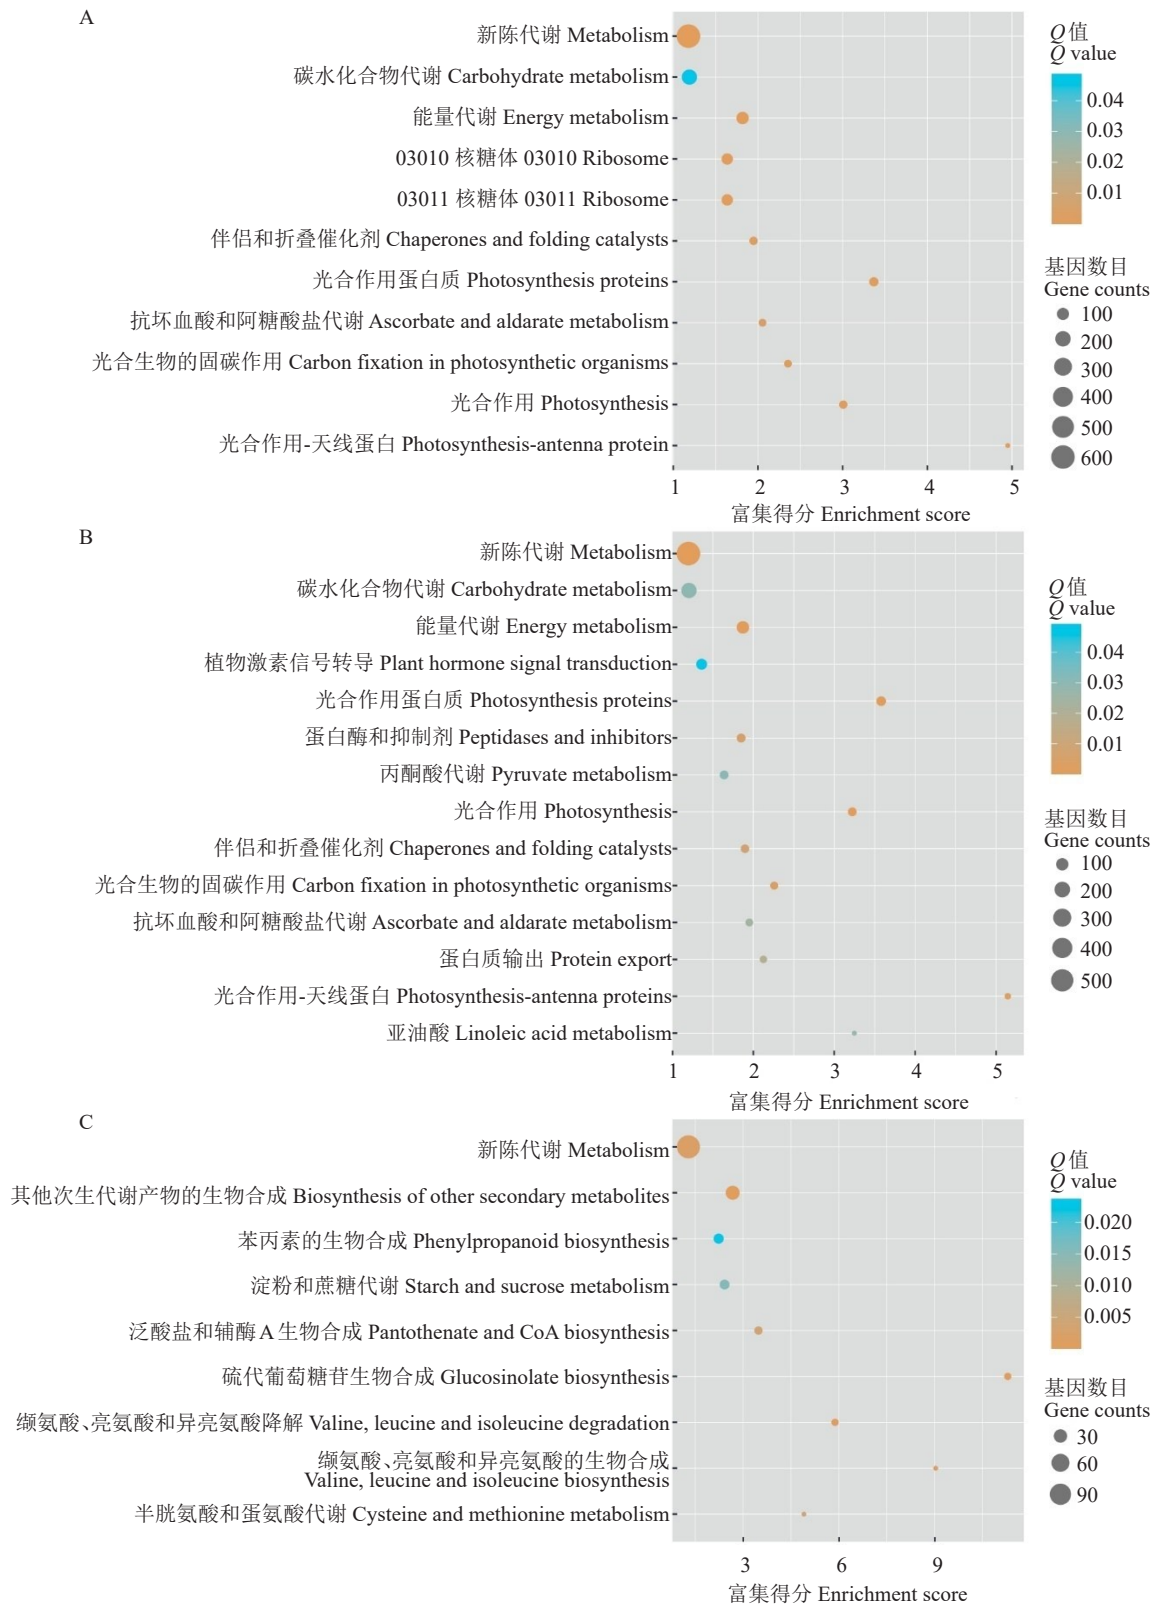 A
新陈代谢 Metabolism
碳水化合物代谢 Carbohydrate metabolism
能量代谢 Energy metabolism
03010 核糖体 03010 Ribosome
03011 核糖体 03011 Ribosome
伴侣和折叠催化剂 Chaperones and folding catalysts
光合作用蛋白质 Photosynthesis proteins
抗坏血酸和阿糖酸盐代谢 Ascorbate and aldarate metabolism
光合生物的固碳作用 Carbon fixation in photosynthetic organisms
光合作用 Photosynthesis
光合作用-天线蛋白 Photosynthesis-antenna protein
1 2 3 4 5
富集得分 Enrichment score
Q值
Q value
0.04
0.03
0.02
0.01
基因数目
Gene counts
100
200
300
400
500
600
B
新陈代谢 Metabolism
碳水化合物代谢 Carbohydrate metabolism
能量代谢 Energy metabolism
植物激素信号转导 Plant hormone signal transduction
光合作用蛋白质 Photosynthesis proteins
蛋白酶和抑制剂 Peptidases and inhibitors
丙酮酸代谢 Pyruvate metabolism
光合作用 Photosynthesis
伴侣和折叠催化剂 Chaperones and folding catalysts
光合生物的固碳作用 Carbon fixation in photosynthetic organisms
抗坏血酸和阿糖酸盐代谢 Ascorbate and aldarate metabolism
蛋白质输出 Protein export
光合作用-天线蛋白 Photosynthesis-antenna proteins
亚油酸 Linoleic acid metabolism
1 2 3 4 5
富集得分 Enrichment score
Q值
Q value
0.04
0.03
0.02
0.01
基因数目
Gene counts
100
200
300
400
500
C
新陈代谢 Metabolism
其他次生代谢产物的生物合成 Biosynthesis of other secondary metabolites
苯丙素的生物合成 Phenylpropanoid biosynthesis
淀粉和蔗糖代谢 Starch and sucrose metabolism
泛酸盐和辅酶A生物合成 Pantothenate and CoA biosynthesis
硫代葡萄糖苷生物合成 Glucosinolate biosynthesis
缬氨酸、亮氨酸和异亮氨酸降解 Valine, leucine and isoleucine degradation
缬氨酸、亮氨酸和异亮氨酸的生物合成
Valine, leucine and isoleucine biosynthesis
半胱氨酸和蛋氨酸代谢 Cysteine and methionine metabolism
3 6 9
富集得分 Enrichment score
Q值
Q value
0.020
0.015
0.010
0.005
基因数目
Gene counts
30
60
90